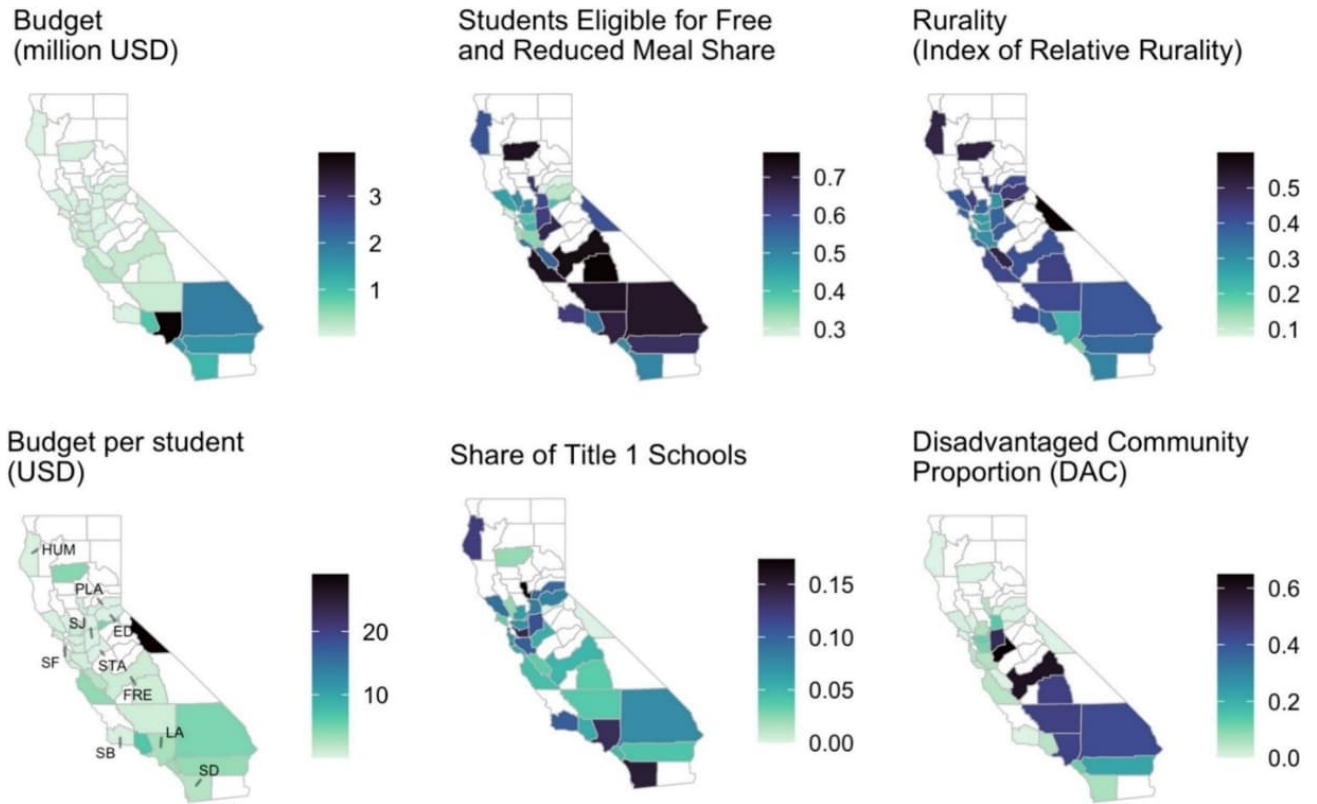 Budget
(million USD)
3
2
1
Students Eligible for Free
and Reduced Meal Share
0.7
0.6
0.5
0.4
0.3
Rurality
(Index of Relative Rurality)
0.5
0.4
0.3
0.2
0.1
Budget per student
(USD)
HUM
PLA
SJ
ED
SF
STA
FRE
LA
SB
SD
20
10
Share of Title 1 Schools
0.15
0.10
0.05
0.00
Disadvantaged Community
Proportion (DAC)
0.6
0.4
0.2
0.0